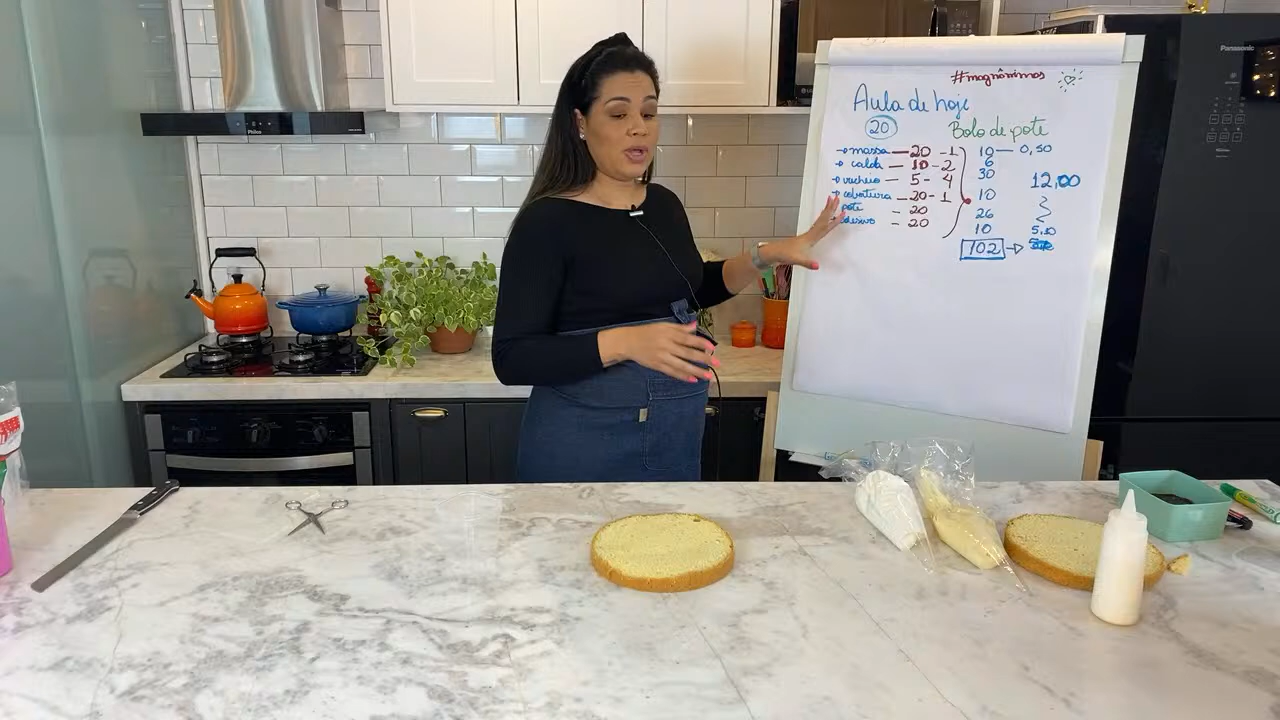 #magnônimos
Aula de hoje
20
Bolo de pote
→ massa — 20 - 1
19 — 0,50
→ calda — 10 - 2
6
→ recheio — 5 - 4
30
12,00
→ cobertura — 20 - 1
10
pote — 20
26
adesivo — 20
10
5,10
102 →
Philco
Panasonic